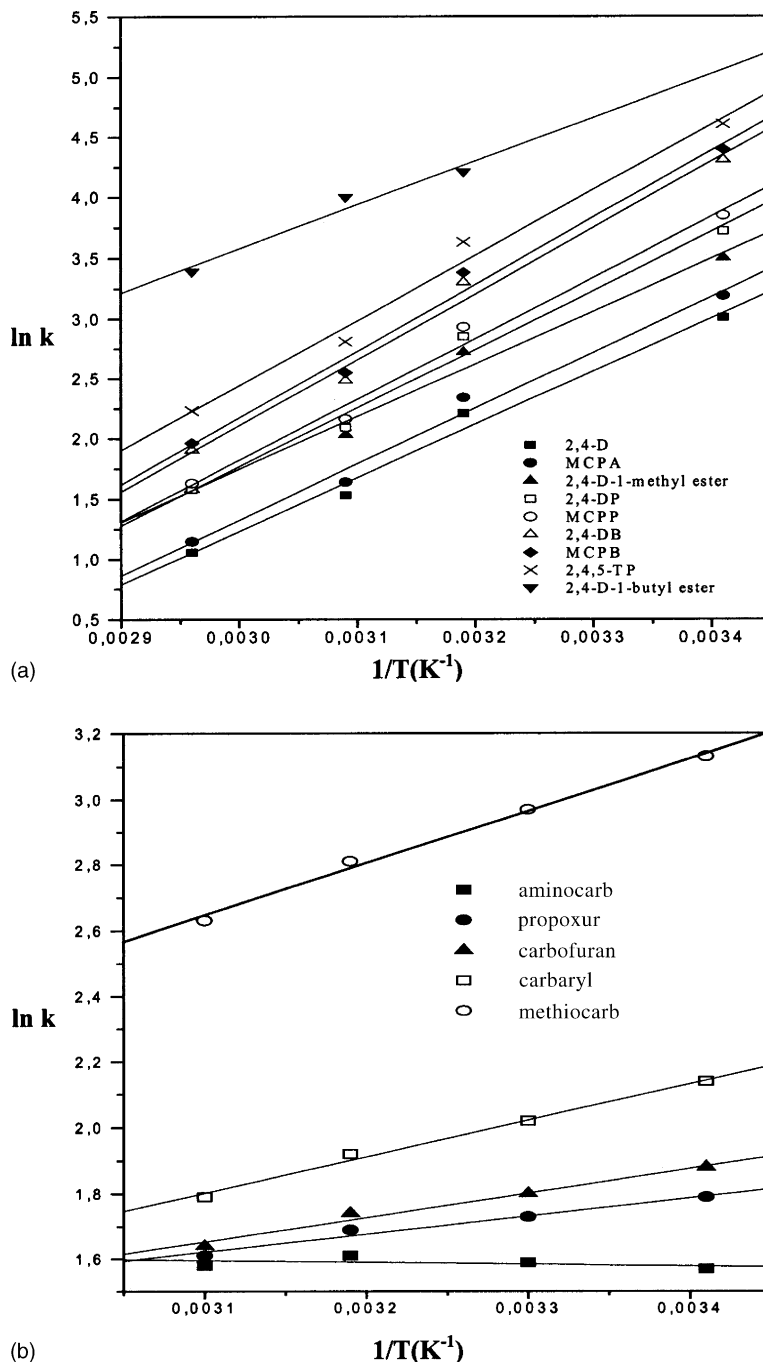 5,5
5,0
4,5
4,0
3,5
3,0
2,5
2,0
1,5
1,0
0,5
ln k
2,4-D
MCPA
2,4-D-1-methyl ester
2,4-DP
MCPP
2,4-DB
MCPB
2,4,5-TP
2,4-D-1-butyl ester
0,0029 0,0030 0,0031 0,0032 0,0033 0,0034
(a) 1/T(K⁻¹)
3,2
3,0
2,8
2,6
2,4
2,2
2,0
1,8
1,6
ln k
aminocarb
propoxur
carbofuran
carbaryl
methiocarb
0,0031 0,0032 0,0033 0,0034
(b) 1/T(K⁻¹)